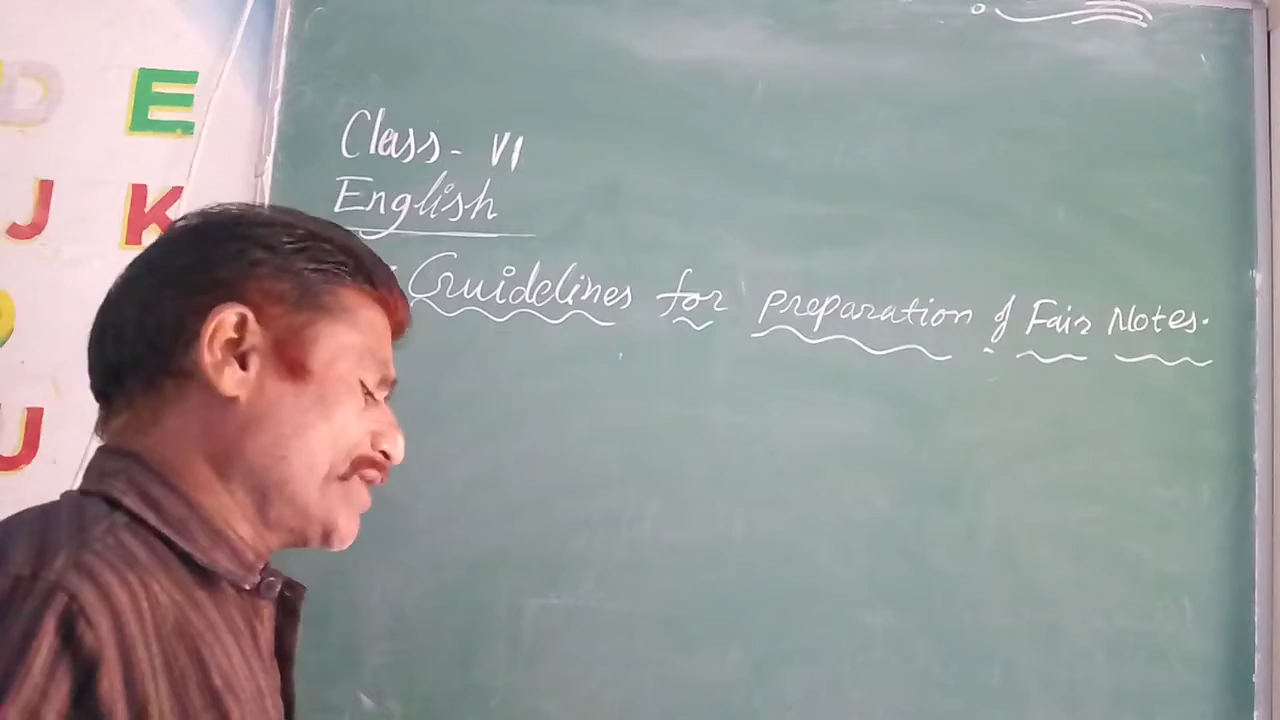 E
D
J K
U
Class - VI
English
Guidelines for preparation of Fair Notes.